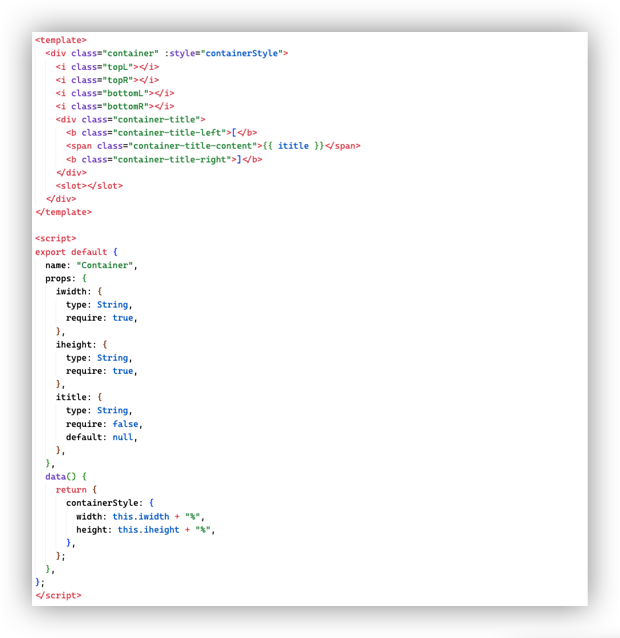 <template>
  <div class="container" :style="containerStyle">
    <i class="topL"></i>
    <i class="topR"></i>
    <i class="bottomL"></i>
    <i class="bottomR"></i>
    <div class="container-title">
      <b class="container-title-left">[</b>
      <span class="container-title-content">{{ ititle }}</span>
      <b class="container-title-right">]</b>
    </div>
    <slot></slot>
  </div>
</template>

<script>
export default {
  name: "Container",
  props: {
    iwidth: {
      type: String,
      require: true,
    },
    iheight: {
      type: String,
      require: true,
    },
    ititle: {
      type: String,
      require: false,
      default: null,
    },
  },
  data() {
    return {
      containerStyle: {
        width: this.iwidth + "%",
        height: this.iheight + "%",
      },
    };
  },
};
</script>